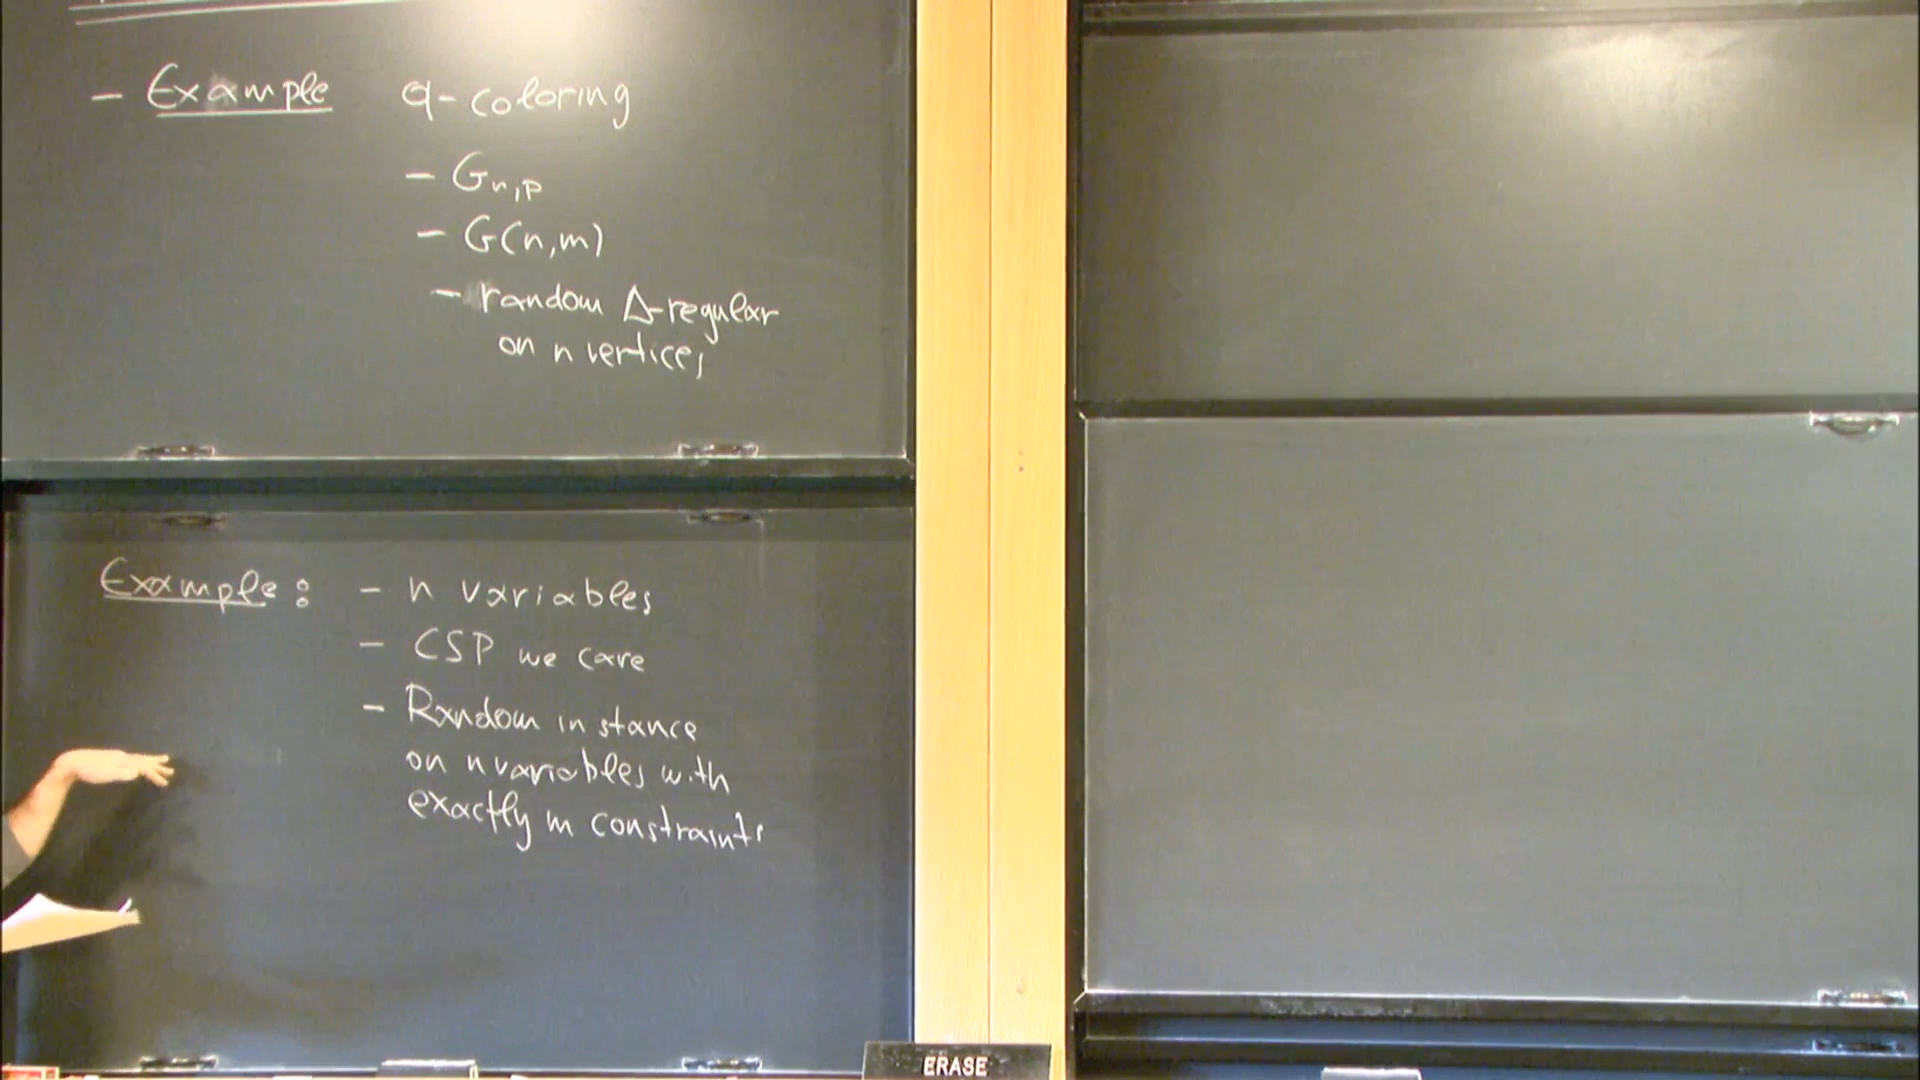 - Example q-coloring
- Gn,p
- G(n,m)
- random Δ-regular
on n vertices
Example: - n variables
- CSP we care
- Random instance
on n variables with
exactly m constraints
ERASE